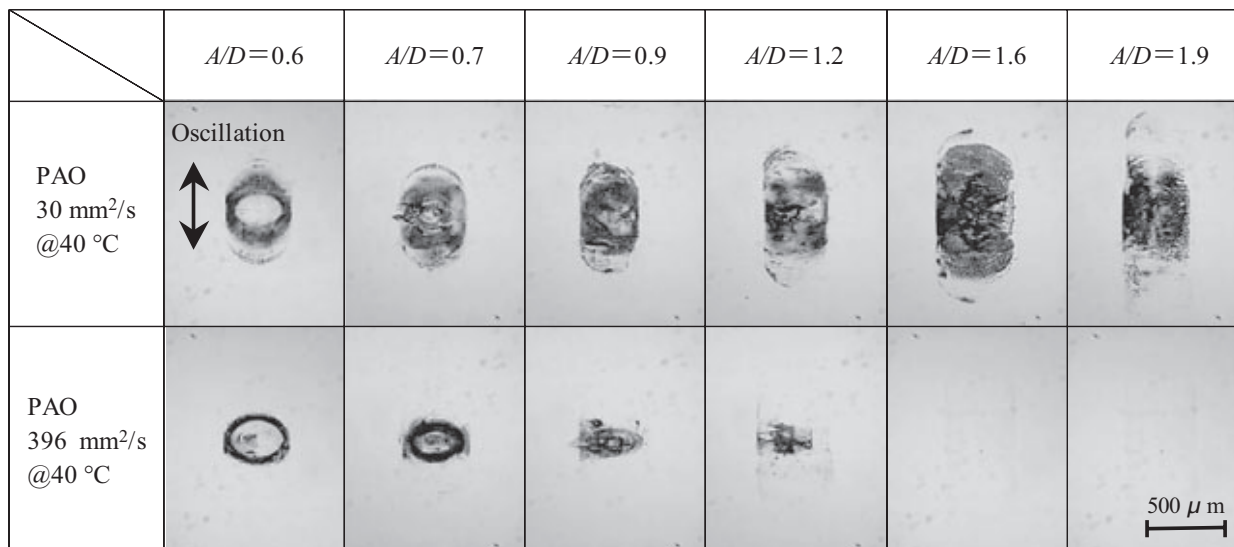 A/D=0.6
A/D=0.7
A/D=0.9
A/D=1.2
A/D=1.6
A/D=1.9
PAO
30 mm²/s
@40 °C
Oscillation
PAO
396 mm²/s
@40 °C
500 μ m